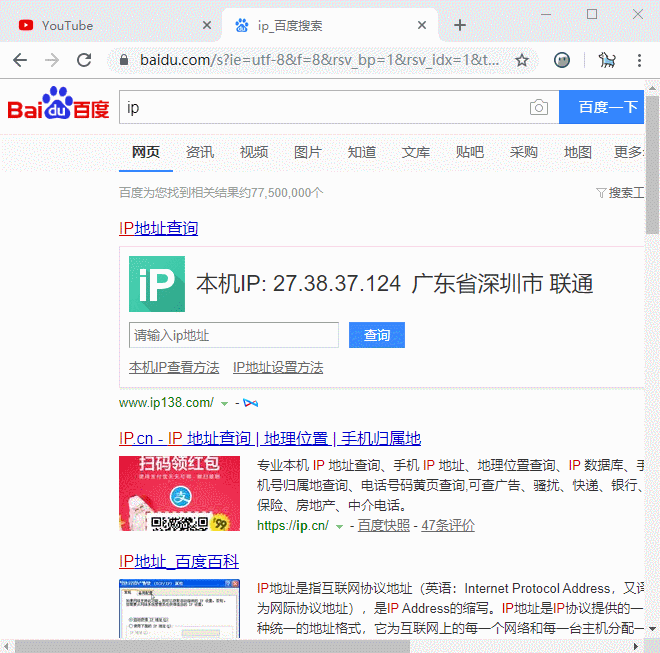 YouTube
ip_百度搜索
baidu.com/s?ie=utf-8&f=8&rsv_bp=1&rsv_idx=1&t...
Bai du 百度
ip
百度一下
网页 资讯 视频 图片 知道 文库 贴吧 采购 地图 更多
百度为您找到相关结果约77,500,000个
搜索工
IP地址查询
iP
本机IP: 27.38.37.124 广东省深圳市 联通
请输入ip地址
查询
本机IP查看方法 IP地址设置方法
www.ip138.com/ -
IP.cn - IP 地址查询 | 地理位置 | 手机归属地
扫码领红包
支
99
专业本机 IP 地址查询、手机 IP 地址、地理位置查询、IP 数据库、手
机号归属地查询、电话号码黄页查询,可查广告、骚扰、快递、银行、
保险、房地产、中介电话。
https://ip.cn/ - 百度快照 - 47条评价
IP地址_百度百科
IP地址是指互联网协议地址（英语：Internet Protocol Address，又译
为网际协议地址），是IP Address的缩写。IP地址是IP协议提供的一
种统一的地址格式，它为互联网上的每一个网络和每一台主机分配一